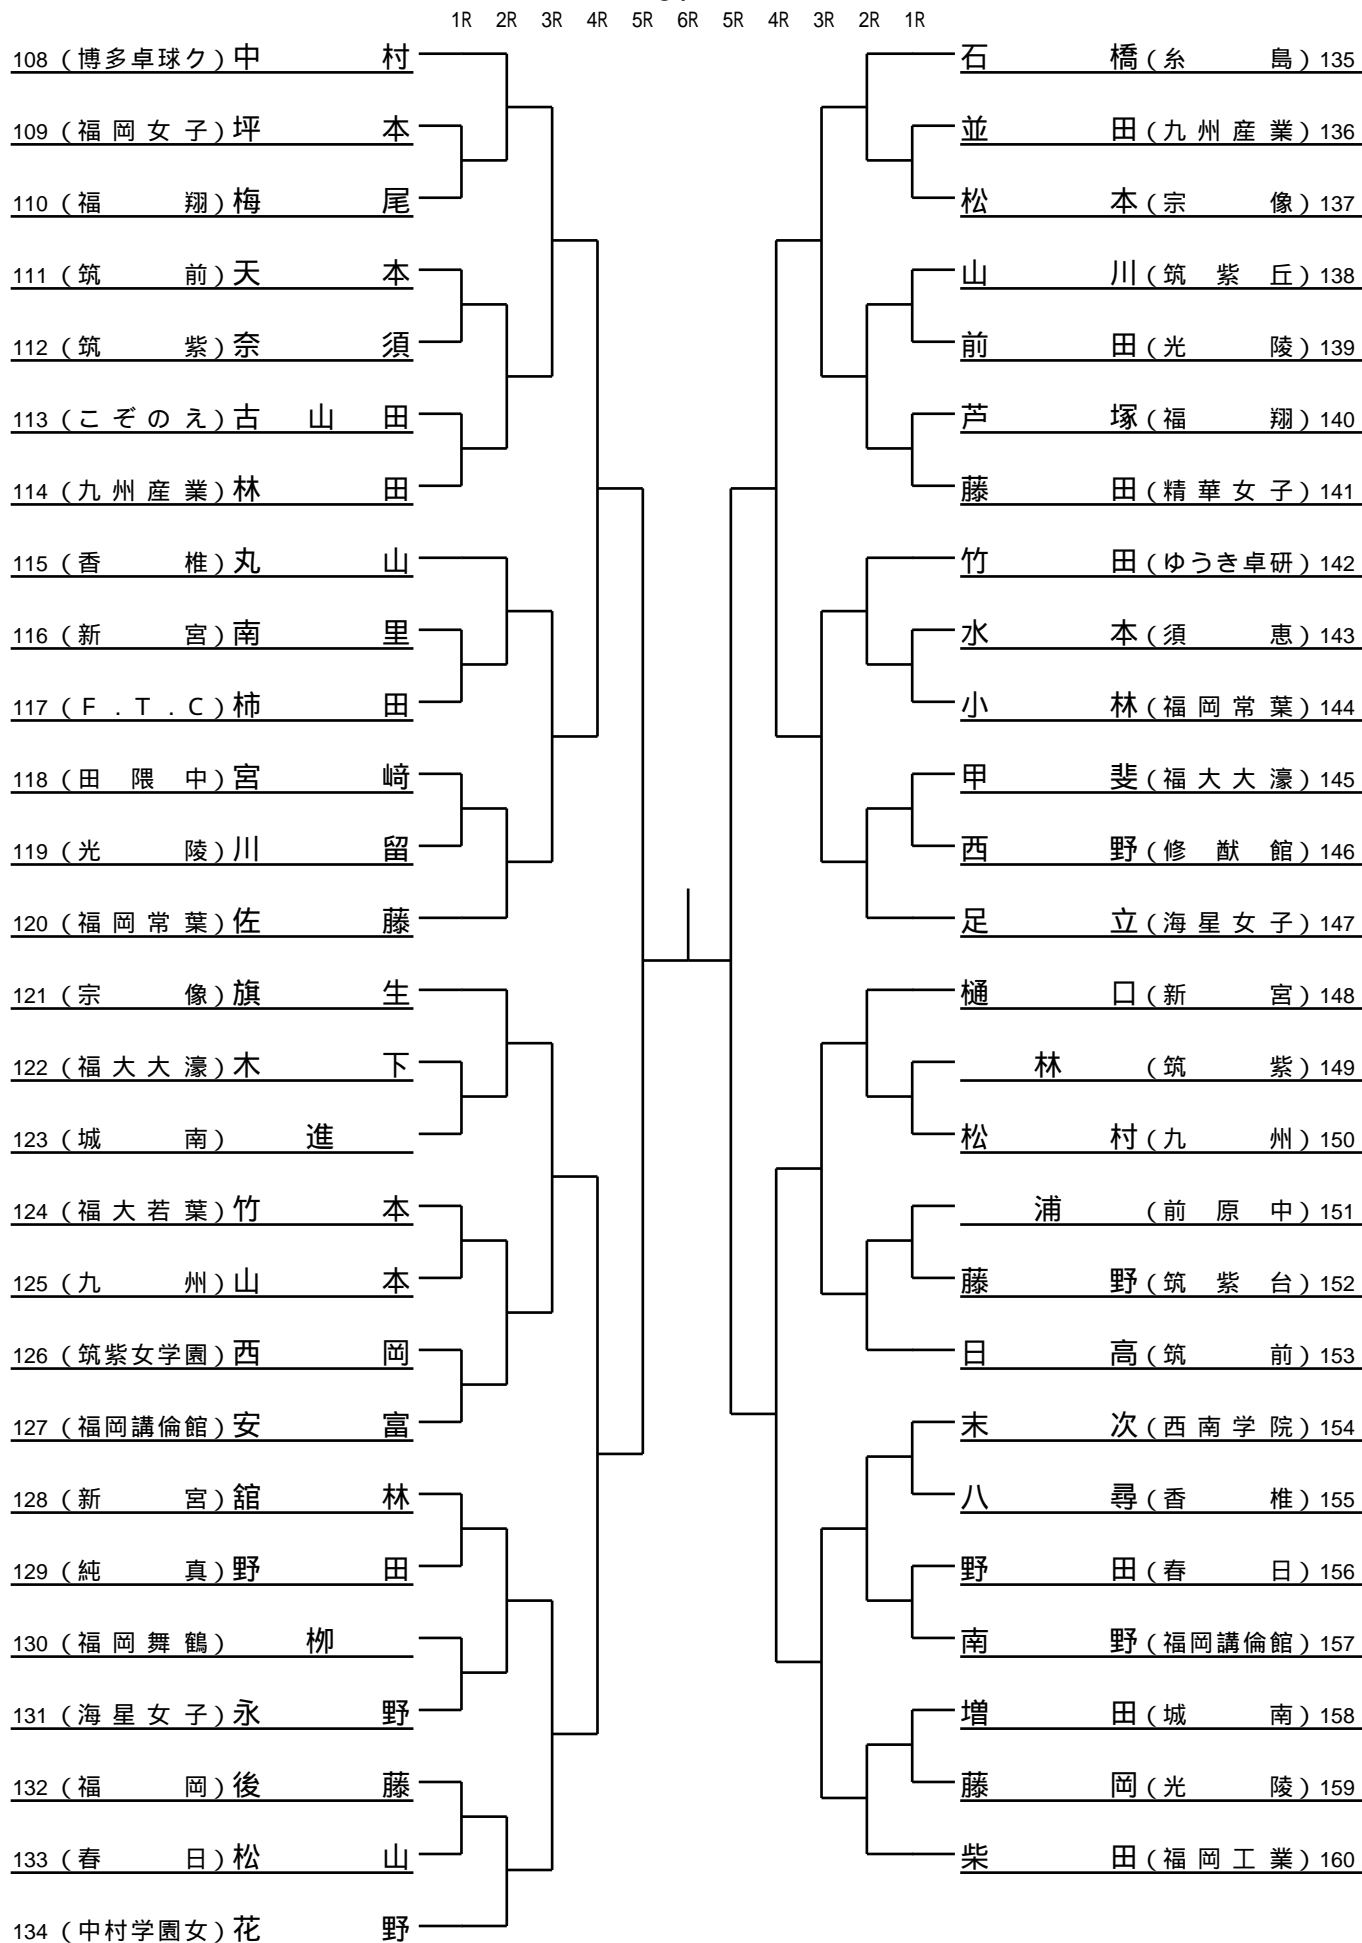 1R 2R 3R 4R 5R 6R 5R 4R 3R 2R 1R
108 (博多卓球ク) 中村
109 (福岡女子) 坪本
110 (福翔) 梅尾
111 (筑前) 天本
112 (筑紫) 奈須
113 (こぞのえ) 古山田
114 (九州産業) 林田
115 (香椎) 丸山
116 (新宮) 南里
117 (F.T.C) 柿田
118 (田隈中) 宮﨑
119 (光陵) 川留
120 (福岡常葉) 佐藤
121 (宗像) 旗生
122 (福大大濠) 木下
123 (城南) 進
124 (福大若葉) 竹本
125 (九州) 山本
126 (筑紫女学園) 西岡
127 (福岡講倫館) 安富
128 (新宮) 舘林
129 (純真) 野田
130 (福岡舞鶴) 栁
131 (海星女子) 永野
132 (福岡) 後藤
133 (春日) 松山
134 (中村学園女) 花野
石橋 (糸島) 135
並田 (九州産業) 136
松本 (宗像) 137
山川 (筑紫丘) 138
前田 (光陵) 139
芦塚 (福翔) 140
藤田 (精華女子) 141
竹田 (ゆうき卓研) 142
水本 (須恵) 143
小林 (福岡常葉) 144
甲斐 (福大大濠) 145
西野 (修猷館) 146
足立 (海星女子) 147
樋口 (新宮) 148
林 (筑紫) 149
松村 (九州) 150
浦 (前原中) 151
藤野 (筑紫台) 152
日高 (筑前) 153
末次 (西南学院) 154
八尋 (香椎) 155
野田 (春日) 156
南野 (福岡講倫館) 157
増田 (城南) 158
藤岡 (光陵) 159
柴田 (福岡工業) 160